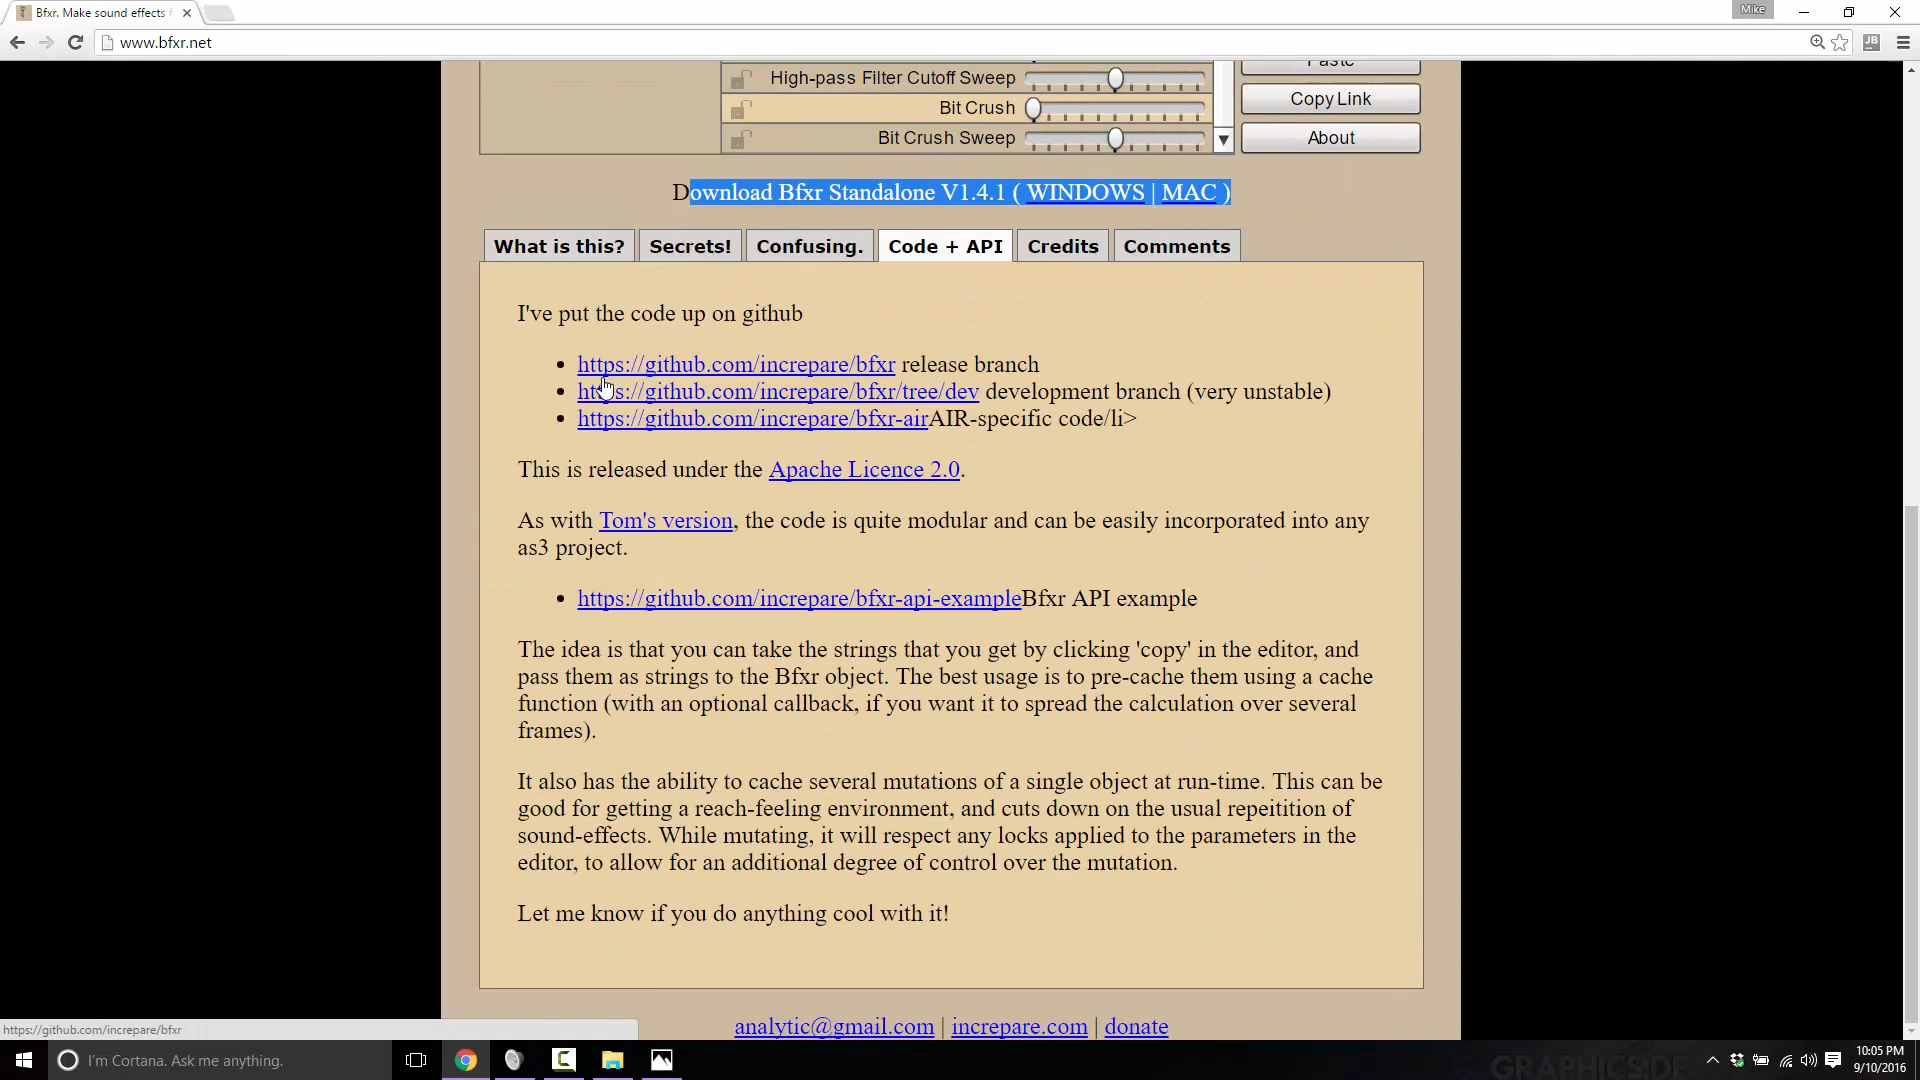 Bfxr. Make sound effects f
Mike
www.bfxr.net
JB
Paste
High-pass Filter Cutoff Sweep
Bit Crush
Copy Link
Bit Crush Sweep
About
Download Bfxr Standalone V1.4.1 ( WINDOWS | MAC )
What is this? Secrets! Confusing. Code + API Credits Comments
I've put the code up on github
• https://github.com/increpare/bfxr release branch
• https://github.com/increpare/bfxr/tree/dev development branch (very unstable)
• https://github.com/increpare/bfxr-airAIR-specific code/li>
This is released under the Apache Licence 2.0.
As with Tom's version, the code is quite modular and can be easily incorporated into any
as3 project.
• https://github.com/increpare/bfxr-api-exampleBfxr API example
The idea is that you can take the strings that you get by clicking 'copy' in the editor, and
pass them as strings to the Bfxr object. The best usage is to pre-cache them using a cache
function (with an optional callback, if you want it to spread the calculation over several
frames).
It also has the ability to cache several mutations of a single object at run-time. This can be
good for getting a reach-feeling environment, and cuts down on the usual repeitition of
sound-effects. While mutating, it will respect any locks applied to the parameters in the
editor, to allow for an additional degree of control over the mutation.
Let me know if you do anything cool with it!
analytic@gmail.com | increpare.com | donate
https://github.com/increpare/bfxr
I'm Cortana. Ask me anything.
GRAPHICS.DE
10:05 PM
9/10/2016